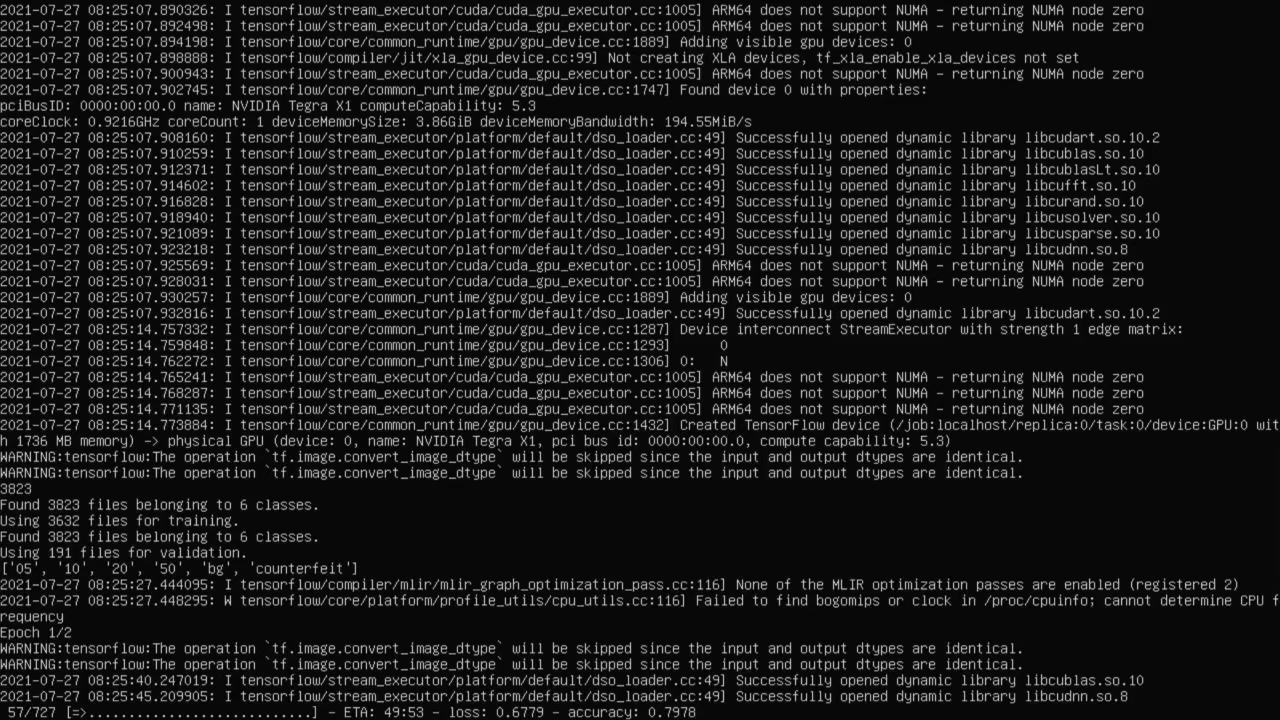 2021-07-27 08:25:07.890326: I tensorflow/stream_executor/cuda/cuda_gpu_executor.cc:1005] ARM64 does not support NUMA - returning NUMA node zero
2021-07-27 08:25:07.892498: I tensorflow/stream_executor/cuda/cuda_gpu_executor.cc:1005] ARM64 does not support NUMA - returning NUMA node zero
2021-07-27 08:25:07.894198: I tensorflow/core/common_runtime/gpu/gpu_device.cc:1889] Adding visible gpu devices: 0
2021-07-27 08:25:07.898888: I tensorflow/compiler/jit/xla_gpu_device.cc:99] Not creating XLA devices, tf_xla_enable_xla_devices not set
2021-07-27 08:25:07.900943: I tensorflow/stream_executor/cuda/cuda_gpu_executor.cc:1005] ARM64 does not support NUMA - returning NUMA node zero
2021-07-27 08:25:07.902745: I tensorflow/core/common_runtime/gpu/gpu_device.cc:1747] Found device 0 with properties:
pciBusID: 0000:00:00.0 name: NVIDIA Tegra X1 computeCapability: 5.3
coreClock: 0.9216GHz coreCount: 1 deviceMemorySize: 3.86GiB deviceMemoryBandwidth: 194.55MiB/s
2021-07-27 08:25:07.908160: I tensorflow/stream_executor/platform/default/dso_loader.cc:49] Successfully opened dynamic library libcudart.so.10.2
2021-07-27 08:25:07.910259: I tensorflow/stream_executor/platform/default/dso_loader.cc:49] Successfully opened dynamic library libcublas.so.10
2021-07-27 08:25:07.912371: I tensorflow/stream_executor/platform/default/dso_loader.cc:49] Successfully opened dynamic library libcublasLt.so.10
2021-07-27 08:25:07.914602: I tensorflow/stream_executor/platform/default/dso_loader.cc:49] Successfully opened dynamic library libcufft.so.10
2021-07-27 08:25:07.916828: I tensorflow/stream_executor/platform/default/dso_loader.cc:49] Successfully opened dynamic library libcurand.so.10
2021-07-27 08:25:07.918940: I tensorflow/stream_executor/platform/default/dso_loader.cc:49] Successfully opened dynamic library libcusolver.so.10
2021-07-27 08:25:07.921089: I tensorflow/stream_executor/platform/default/dso_loader.cc:49] Successfully opened dynamic library libcusparse.so.10
2021-07-27 08:25:07.923218: I tensorflow/stream_executor/platform/default/dso_loader.cc:49] Successfully opened dynamic library libcudnn.so.8
2021-07-27 08:25:07.925569: I tensorflow/stream_executor/cuda/cuda_gpu_executor.cc:1005] ARM64 does not support NUMA - returning NUMA node zero
2021-07-27 08:25:07.928031: I tensorflow/stream_executor/cuda/cuda_gpu_executor.cc:1005] ARM64 does not support NUMA - returning NUMA node zero
2021-07-27 08:25:07.930257: I tensorflow/core/common_runtime/gpu/gpu_device.cc:1889] Adding visible gpu devices: 0
2021-07-27 08:25:07.932816: I tensorflow/stream_executor/platform/default/dso_loader.cc:49] Successfully opened dynamic library libcudart.so.10.2
2021-07-27 08:25:14.757332: I tensorflow/core/common_runtime/gpu/gpu_device.cc:1287] Device interconnect StreamExecutor with strength 1 edge matrix:
2021-07-27 08:25:14.759848: I tensorflow/core/common_runtime/gpu/gpu_device.cc:1293]      0
2021-07-27 08:25:14.762272: I tensorflow/core/common_runtime/gpu/gpu_device.cc:1306] 0:   N
2021-07-27 08:25:14.765241: I tensorflow/stream_executor/cuda/cuda_gpu_executor.cc:1005] ARM64 does not support NUMA - returning NUMA node zero
2021-07-27 08:25:14.768287: I tensorflow/stream_executor/cuda/cuda_gpu_executor.cc:1005] ARM64 does not support NUMA - returning NUMA node zero
2021-07-27 08:25:14.771135: I tensorflow/stream_executor/cuda/cuda_gpu_executor.cc:1005] ARM64 does not support NUMA - returning NUMA node zero
2021-07-27 08:25:14.773884: I tensorflow/core/common_runtime/gpu/gpu_device.cc:1432] Created TensorFlow device (/job:localhost/replica:0/task:0/device:GPU:0 wit
h 1736 MB memory) -> physical GPU (device: 0, name: NVIDIA Tegra X1, pci bus id: 0000:00:00.0, compute capability: 5.3)
WARNING:tensorflow:The operation `tf.image.convert_image_dtype` will be skipped since the input and output dtypes are identical.
WARNING:tensorflow:The operation `tf.image.convert_image_dtype` will be skipped since the input and output dtypes are identical.
3823
Found 3823 files belonging to 6 classes.
Using 3632 files for training.
Found 3823 files belonging to 6 classes.
Using 191 files for validation.
['05', '10', '20', '50', 'bg', 'counterfeit']
2021-07-27 08:25:27.444095: I tensorflow/compiler/mlir/mlir_graph_optimization_pass.cc:116] None of the MLIR optimization passes are enabled (registered 2)
2021-07-27 08:25:27.448295: W tensorflow/core/platform/profile_utils/cpu_utils.cc:116] Failed to find bogomips or clock in /proc/cpuinfo; cannot determine CPU f
requency
Epoch 1/2
WARNING:tensorflow:The operation `tf.image.convert_image_dtype` will be skipped since the input and output dtypes are identical.
WARNING:tensorflow:The operation `tf.image.convert_image_dtype` will be skipped since the input and output dtypes are identical.
2021-07-27 08:25:40.247019: I tensorflow/stream_executor/platform/default/dso_loader.cc:49] Successfully opened dynamic library libcublas.so.10
2021-07-27 08:25:45.209905: I tensorflow/stream_executor/platform/default/dso_loader.cc:49] Successfully opened dynamic library libcudnn.so.8
57/727 [=>............................] - ETA: 49:53 - loss: 0.6779 - accuracy: 0.7978